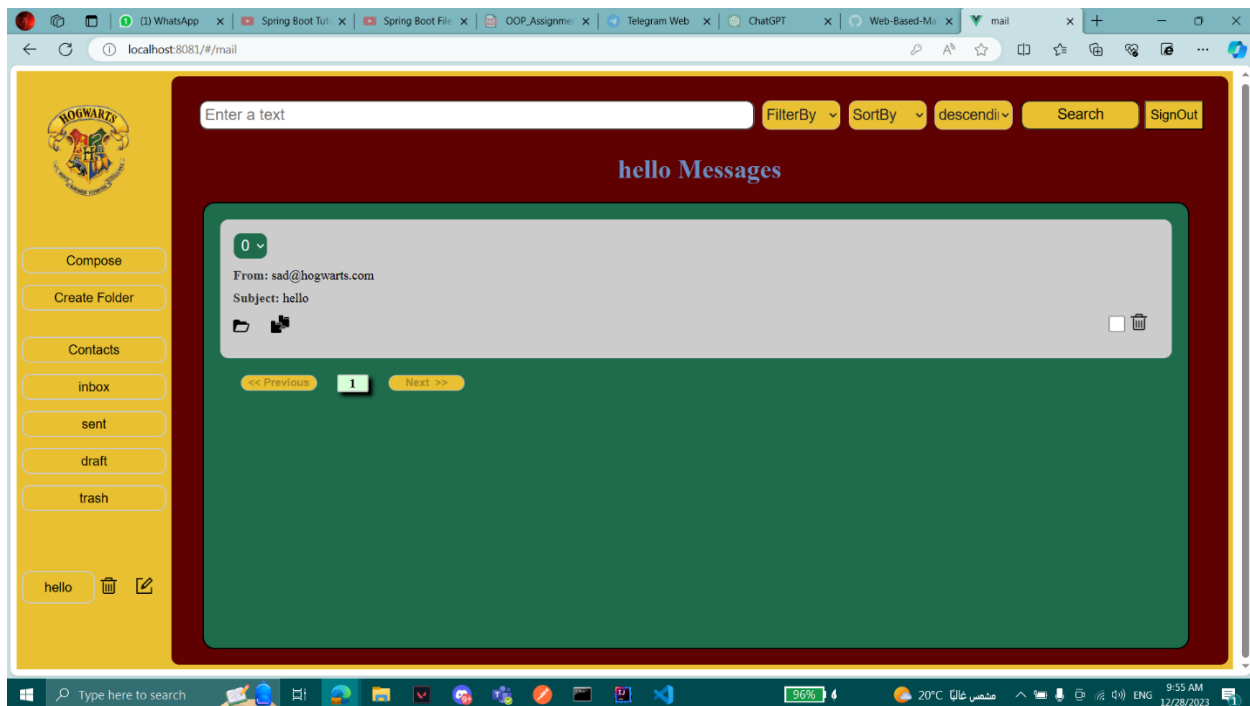 (1) WhatsApp
Spring Boot Tut
Spring Boot File
OOP_Assignme
Telegram Web
ChatGPT
Web-Based-Ma
mail
localhost:8081/#/mail
HOGWARTS
Enter a text
FilterBy
SortBy
descendi
Search
SignOut
hello Messages
0
From: sad@hogwarts.com
Subject: hello
<< Previous
1
Next >>
Compose
Create Folder
Contacts
inbox
sent
draft
trash
hello
Type here to search
96%
20°C مشمس غالبًا
ENG
9:55 AM
12/28/2023
1